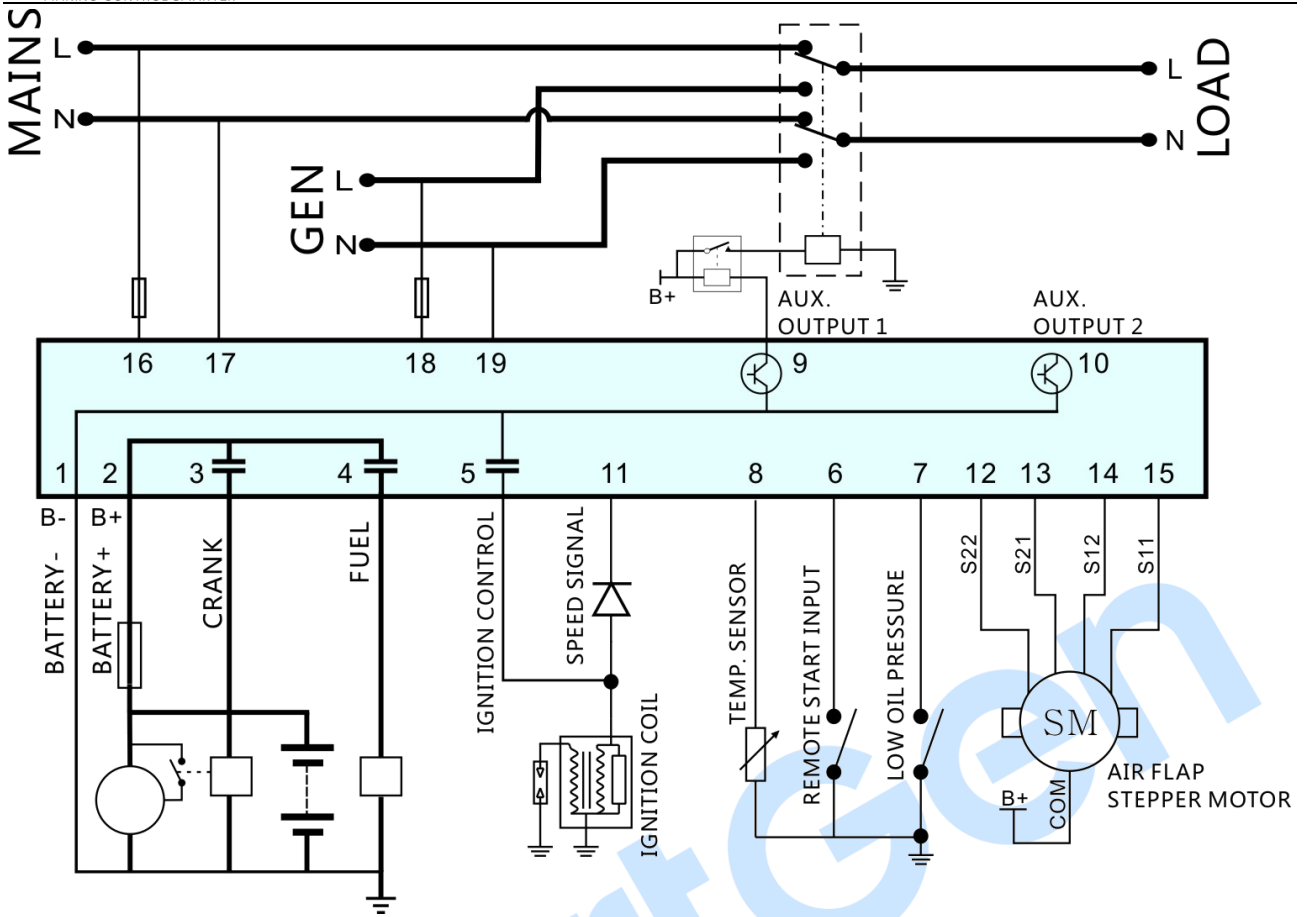 MAINS
L
N
GEN
L
N
L
N
LOAD
B+
AUX.
OUTPUT 1
AUX.
OUTPUT 2
16
17
18
19
9
10
1
2
3
4
5
11
8
6
7
12
13
14
15
B-
B+
BATTERY-
BATTERY+
CRANK
FUEL
IGNITION CONTROL
SPEED SIGNAL
IGNITION COIL
TEMP. SENSOR
REMOTE START INPUT
LOW OIL PRESSURE
S22
S21
S12
S11
SM
B+
COM
AIR FLAP
STEPPER MOTOR